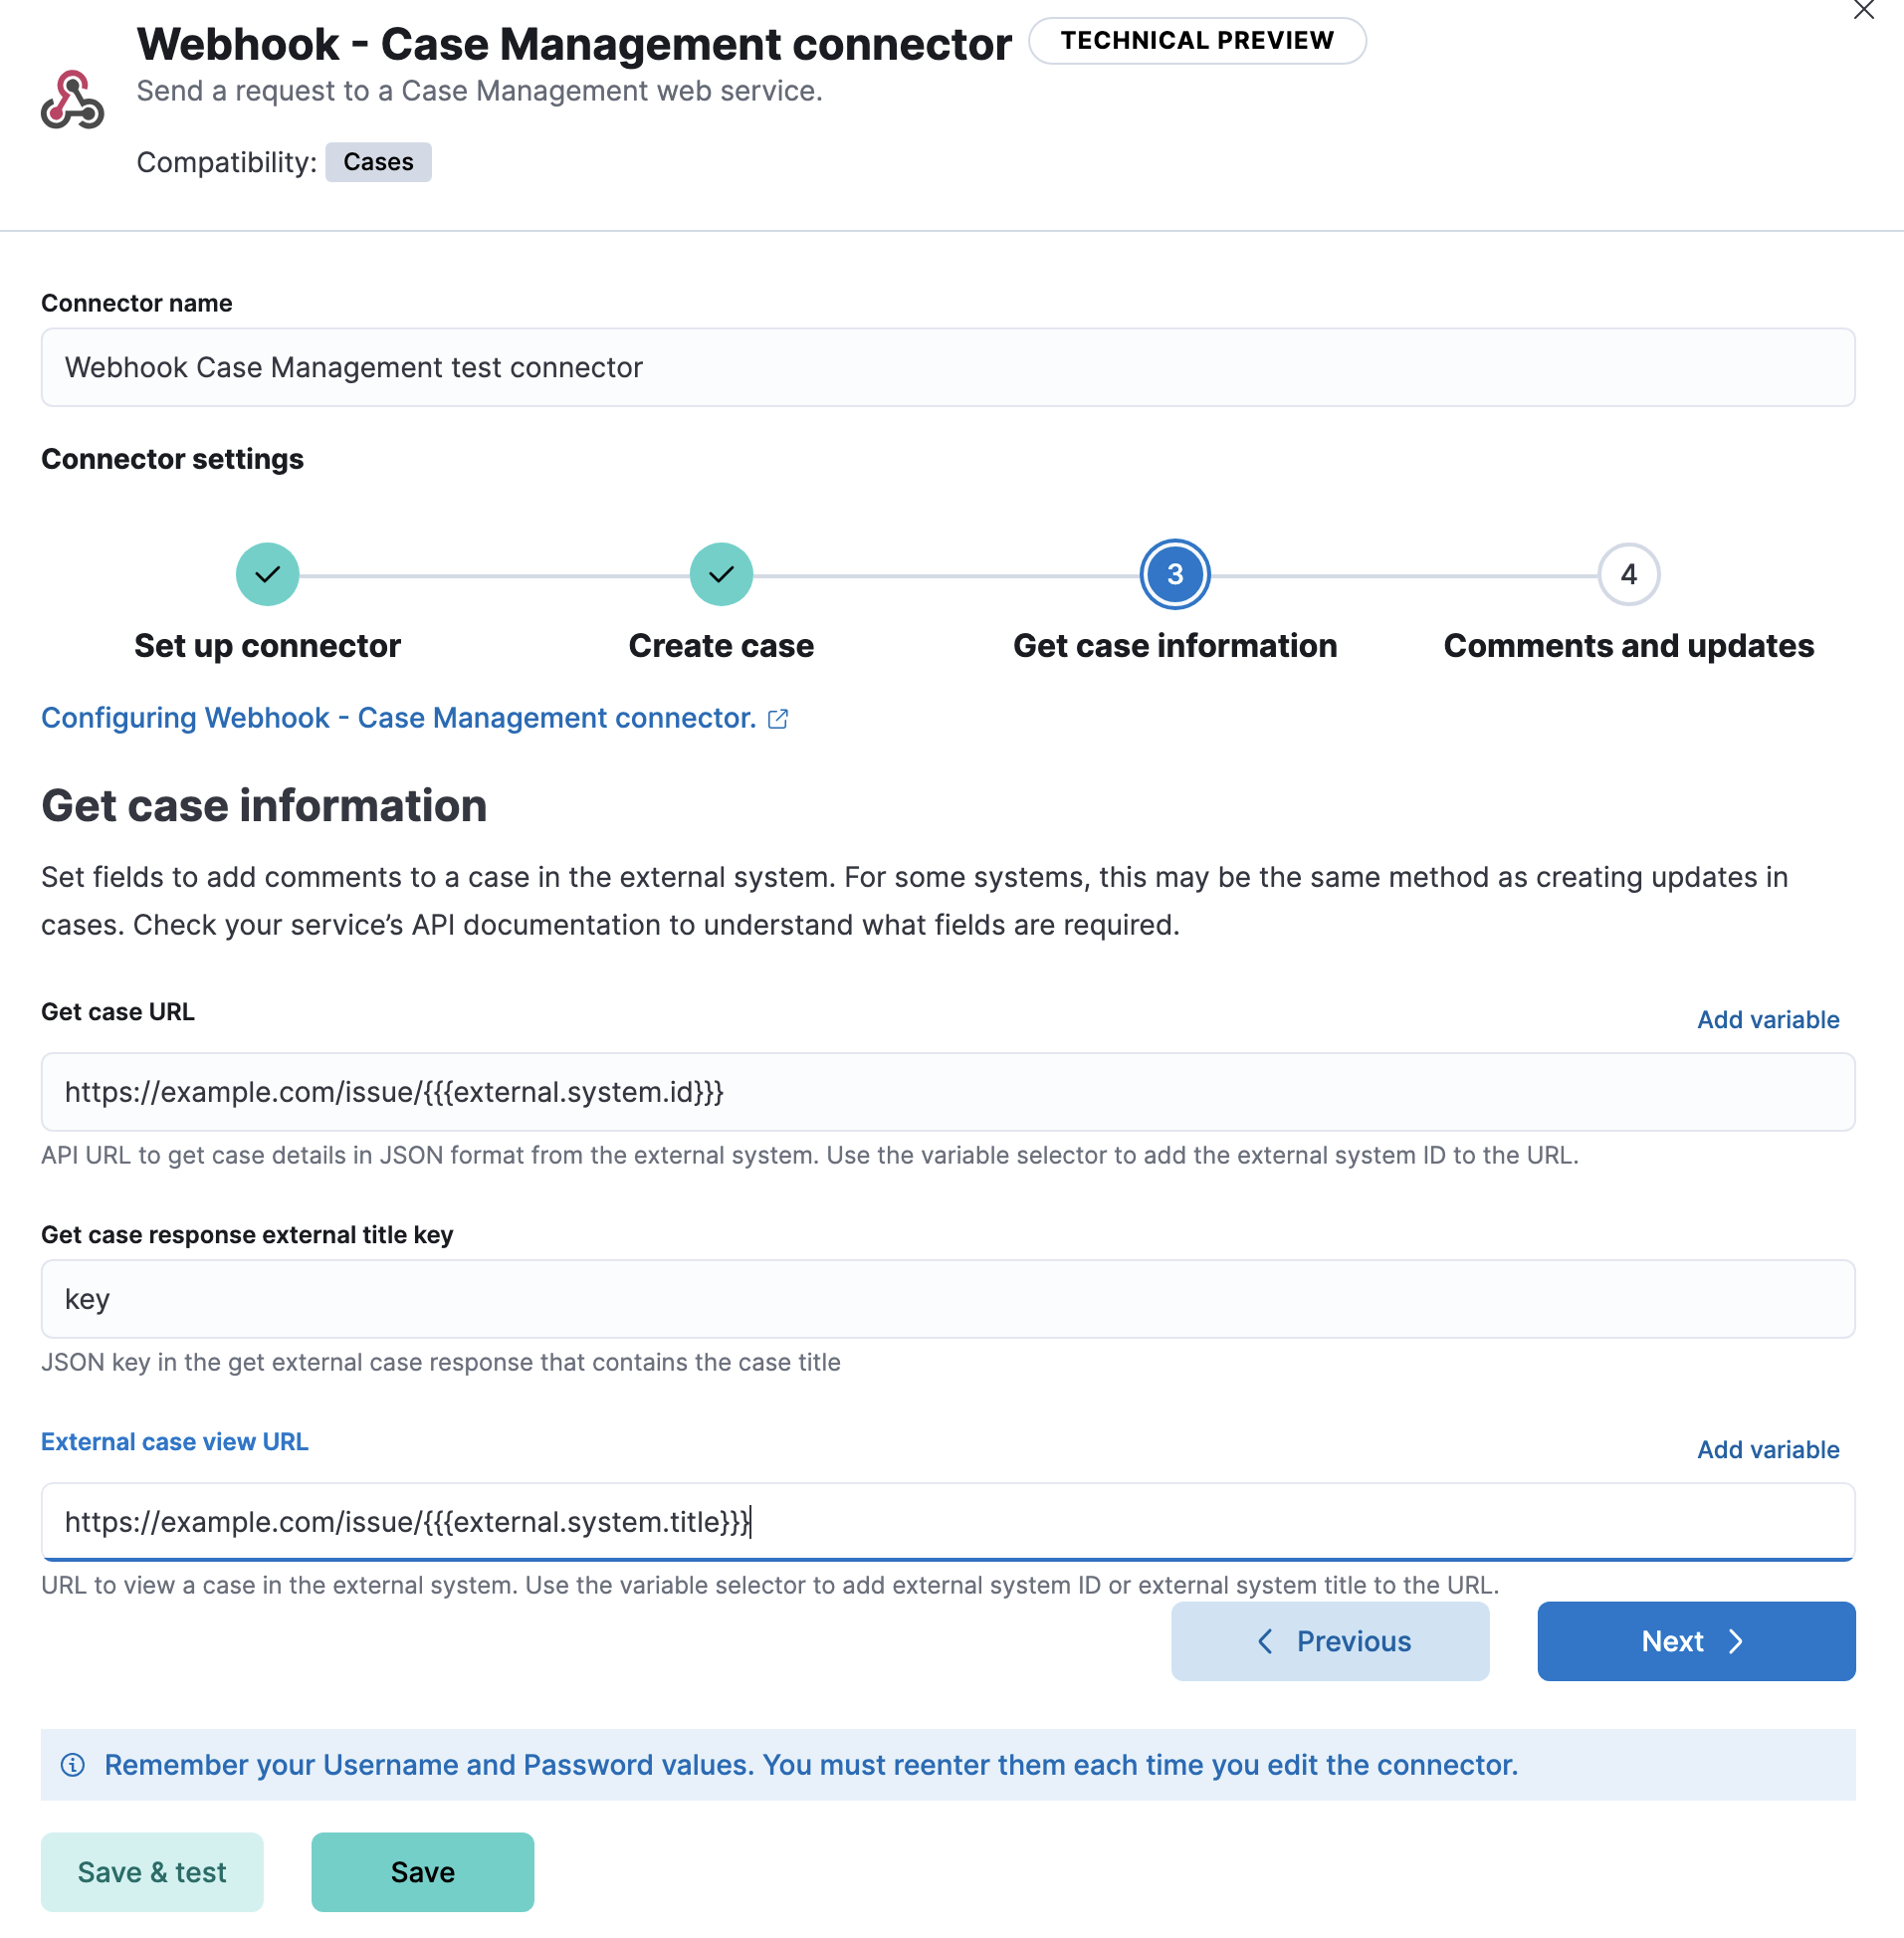 Webhook - Case Management connector TECHNICAL PREVIEW
Send a request to a Case Management web service.
Compatibility: Cases
Connector name
Webhook Case Management test connector
Connector settings
3 4
Set up connector Create case Get case information Comments and updates
Configuring Webhook - Case Management connector.
Get case information
Set fields to add comments to a case in the external system. For some systems, this may be the same method as creating updates in
cases. Check your service’s API documentation to understand what fields are required.
Get case URL Add variable
https://example.com/issue/{{{external.system.id}}}
API URL to get case details in JSON format from the external system. Use the variable selector to add the external system ID to the URL.
Get case response external title key
key
JSON key in the get external case response that contains the case title
External case view URL Add variable
https://example.com/issue/{{{external.system.title}}}
URL to view a case in the external system. Use the variable selector to add external system ID or external system title to the URL.
Previous Next
Remember your Username and Password values. You must reenter them each time you edit the connector.
Save & test Save